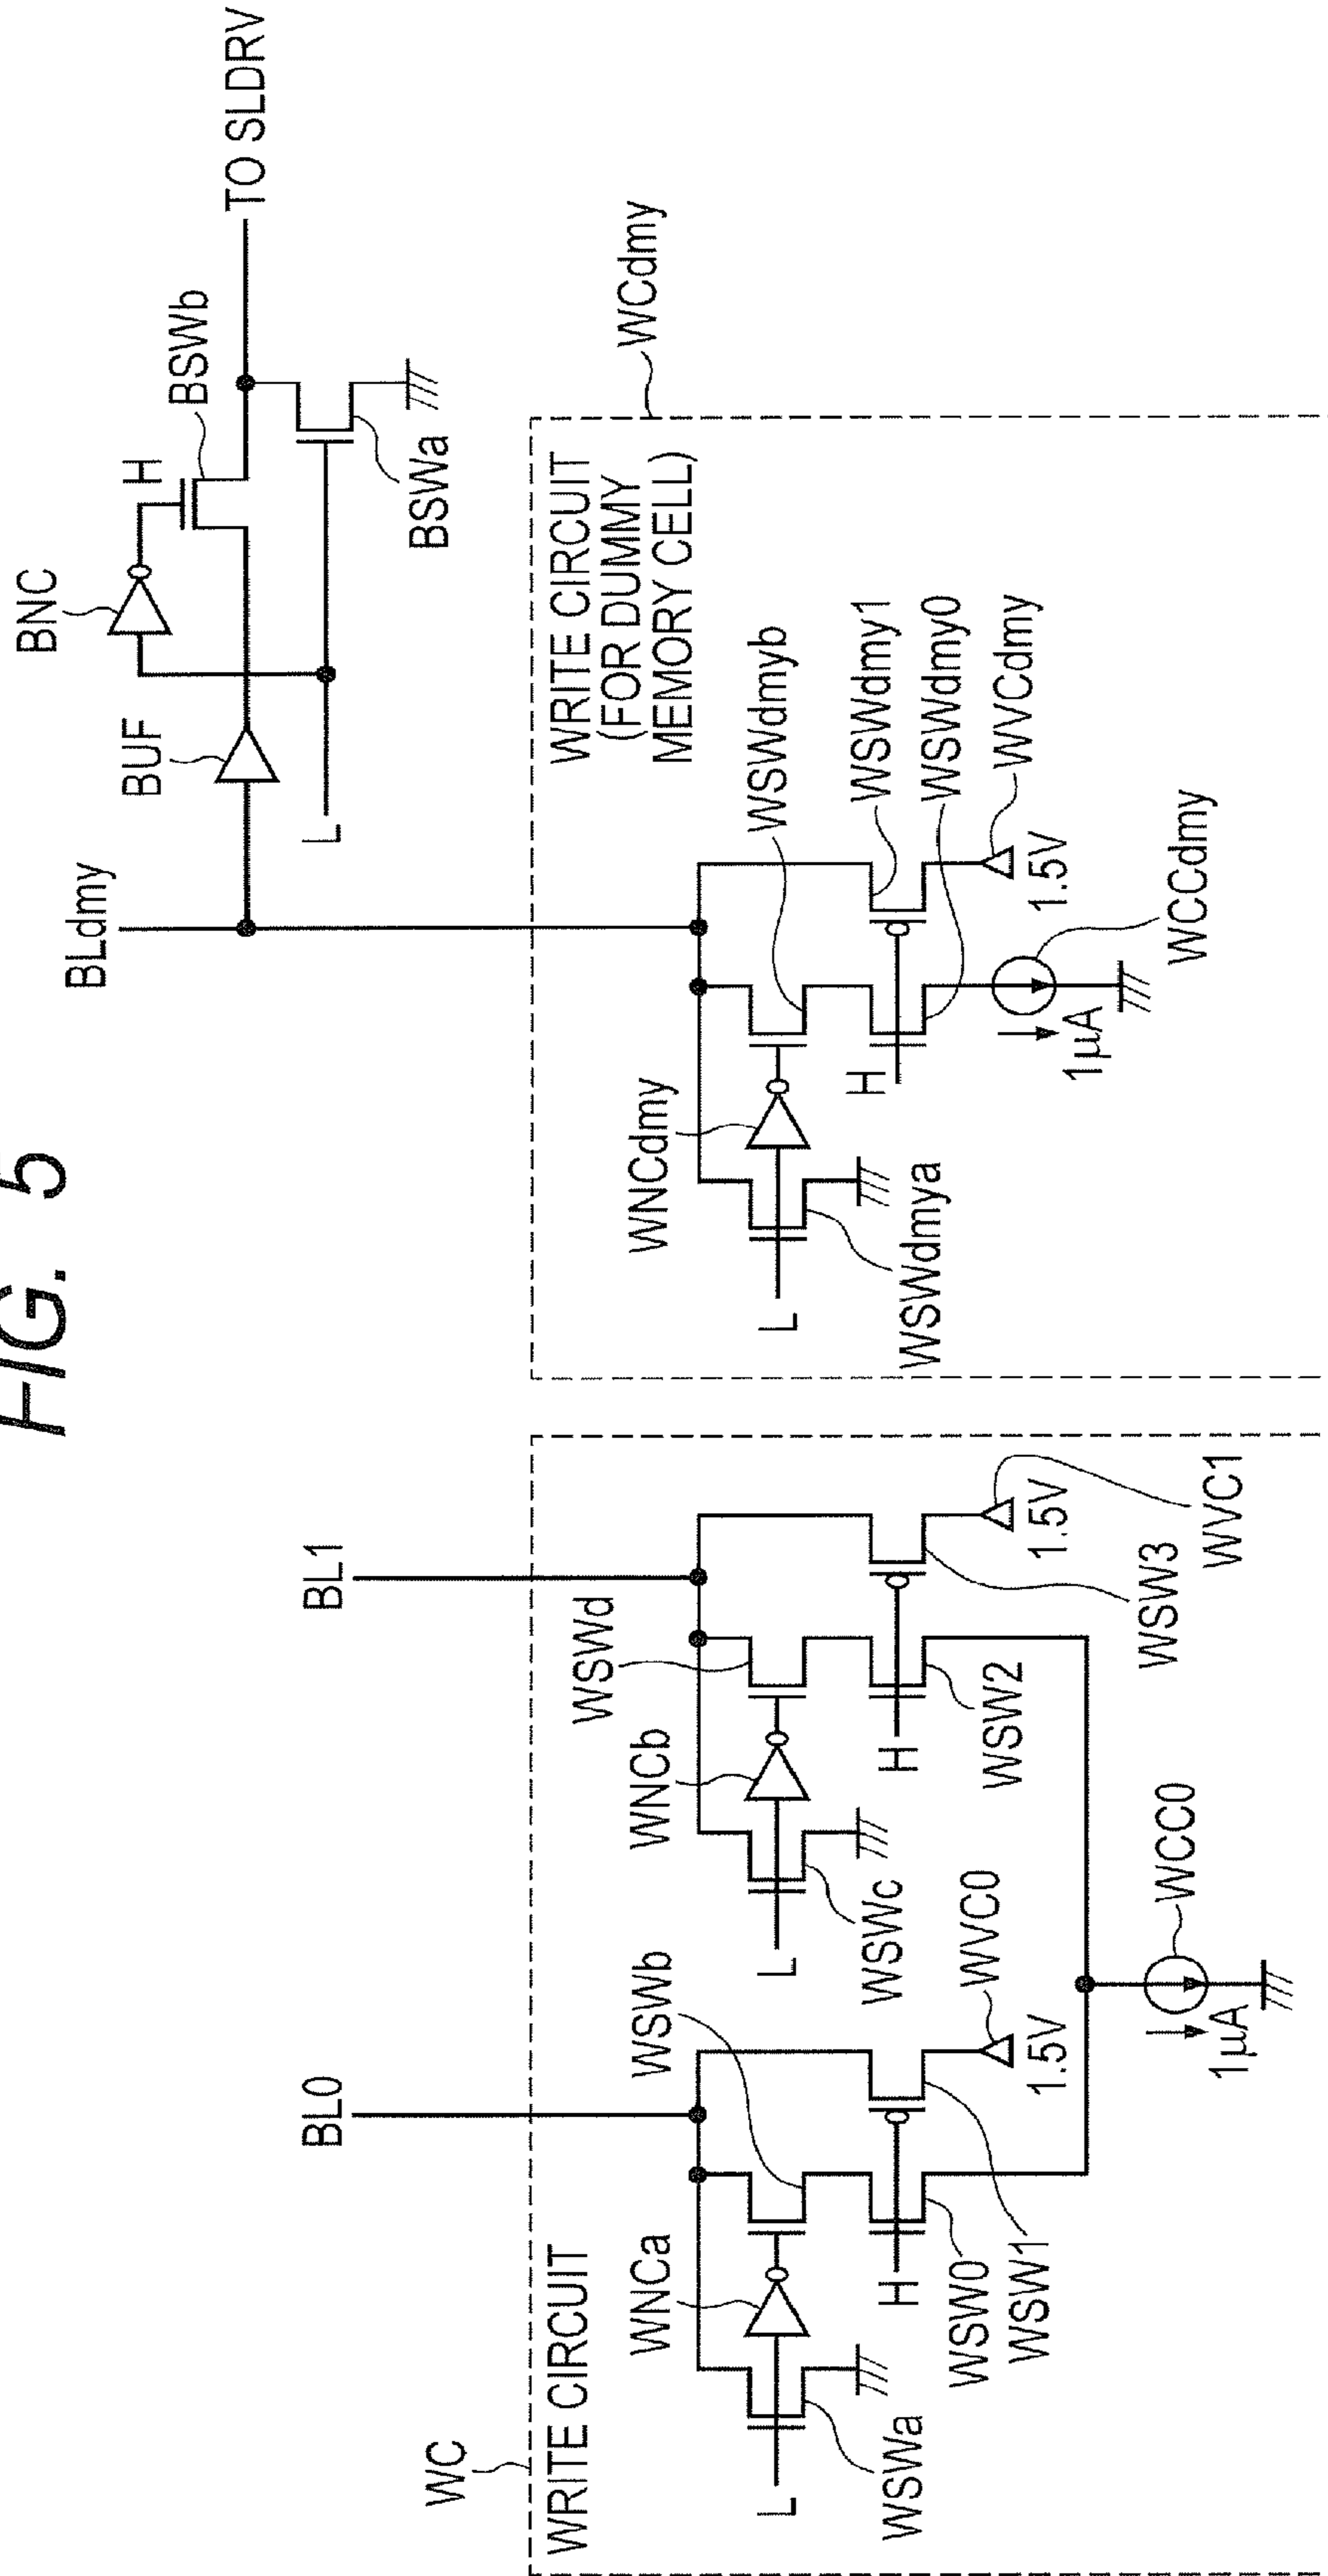 FIG. 5
WC
WRITE CIRCUIT
BL0
BL1
WNCa
WSWb
WNCb
WSWd
L
WSWa
H
WSW0
WSW1
WVC0
1.5V
L
WSWc
H
WSW2
WSW3
1.5V
WVC1
1μA
WCC0
BLdmy
BUF
BNC
H
BSWb
TO SLDRV
L
BSWa
WCdmy
WRITE CIRCUIT
(FOR DUMMY
MEMORY CELL)
WNCdmy
WSWdmyb
L
WSWdmya
H
WSWdmy1
WSWdmy0
1.5V
WVCdmy
1μA
WCCdmy